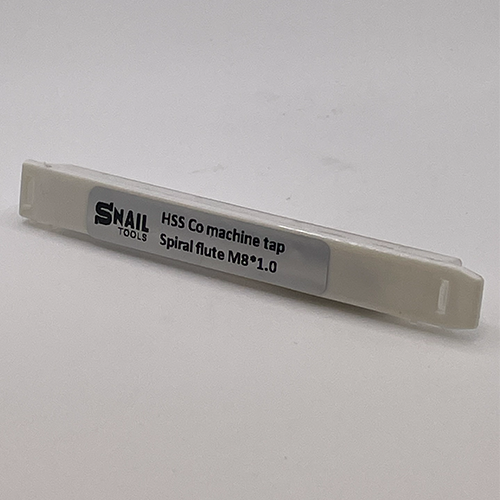 SNAIL
TOOLS
HSS Co machine tap
Spiral flute M8*1.0